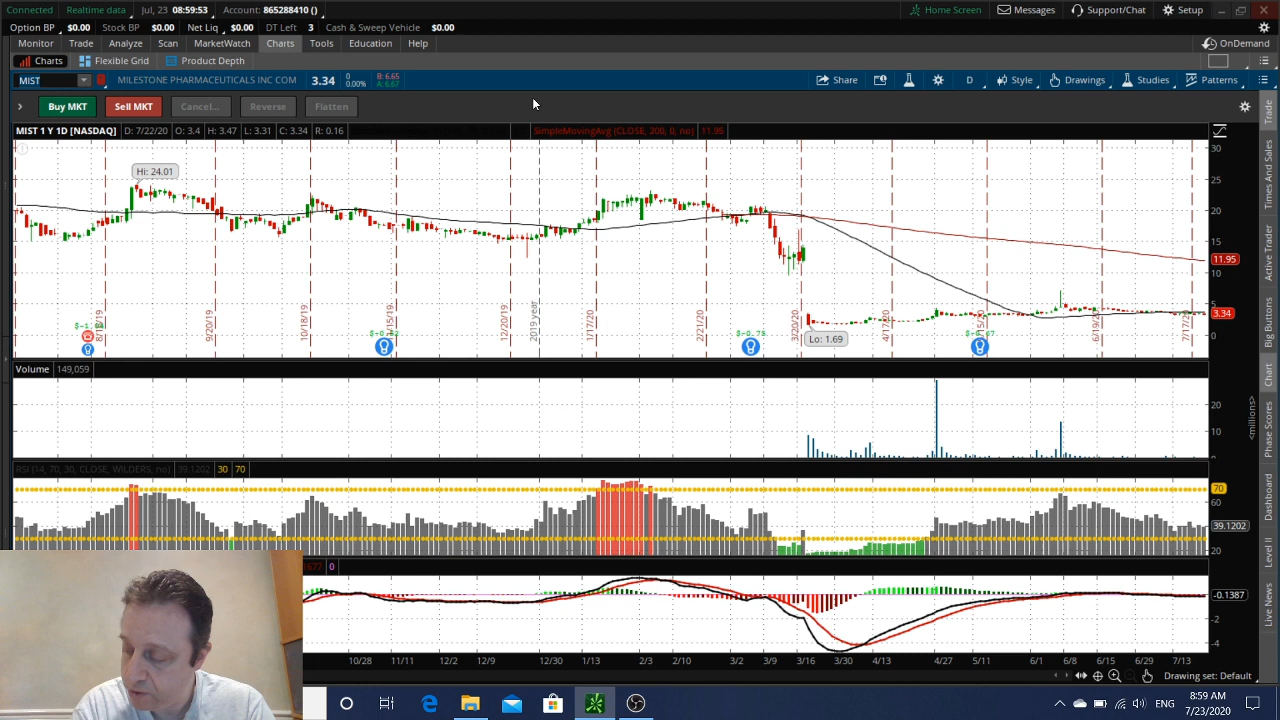 Connected Realtime data Jul, 23 08:59:53 Account: 865288410 () Home Screen Messages Support/Chat Setup
Option BP $0.00 Stock BP $0.00 Net Liq $0.00 DT Left 3 Cash & Sweep Vehicle $0.00
Monitor Trade Analyze Scan MarketWatch Charts Tools Education Help OnDemand
Charts Flexible Grid Product Depth
MIST MILESTONE PHARMACEUTICALS INC COM 3.34 0 0.00% B: 6.65 A: 6.67 Share D Style Drawings Studies Patterns
Buy MKT Sell MKT Cancel... Reverse Flatten
MIST 1 Y 1D [NASDAQ] D: 7/22/20 O: 3.4 H: 3.47 L: 3.31 C: 3.34 R: 0.16 SimpleMovingAvg (CLOSE, 200, 0, no) 11.95
30
Hi: 24.01
25
20
15
11.95
10
5
3.34
0
8/16/19 9/20/19 10/18/19 12/20/19 2019 year 1/17/20 2/21/20 3/20/20 4/17/20 6/19/20 7/17/20
$-0.75
Lo: 1.69
Volume 149,059
20
10
<millions>
RSI (14, 70, 30, CLOSE, WILDERS, no) 39.1202 30 70
70
60
39.1202
20
1677 0
-0.1387
-2
-4
10/28 11/11 12/2 12/9 12/30 1/13 2/3 2/10 3/2 3/9 3/16 3/30 4/13 4/27 5/11 6/1 6/8 6/15 6/29 7/13
Drawing set: Default
Trade
Times And Sales
Active Trader
Big Buttons
Chart
Phase Scores
Dashboard
Level II
Live News
ENG
8:59 AM
7/23/2020